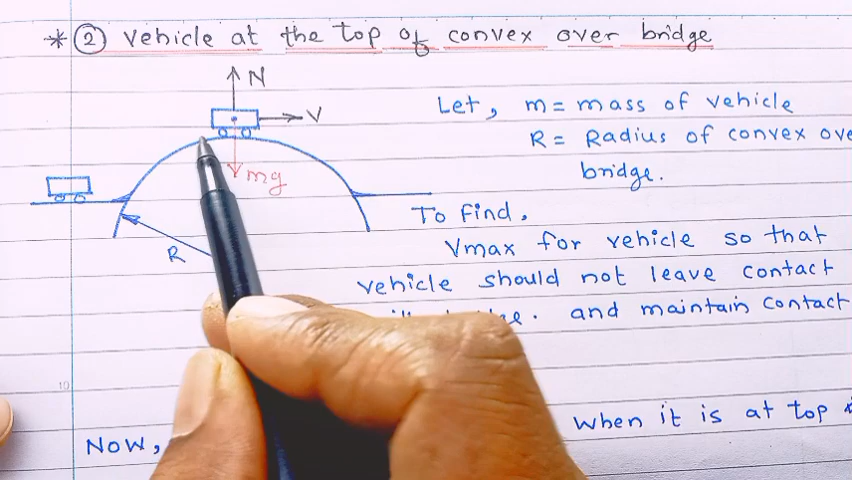 * ② Vehicle at the top of convex over bridge
N
V
mg
R
Let, m = mass of vehicle
R = Radius of convex ove
bridge.
To Find,
Vmax for vehicle so that
vehicle should not leave contact
and maintain contact
10
When it is at top
Now,